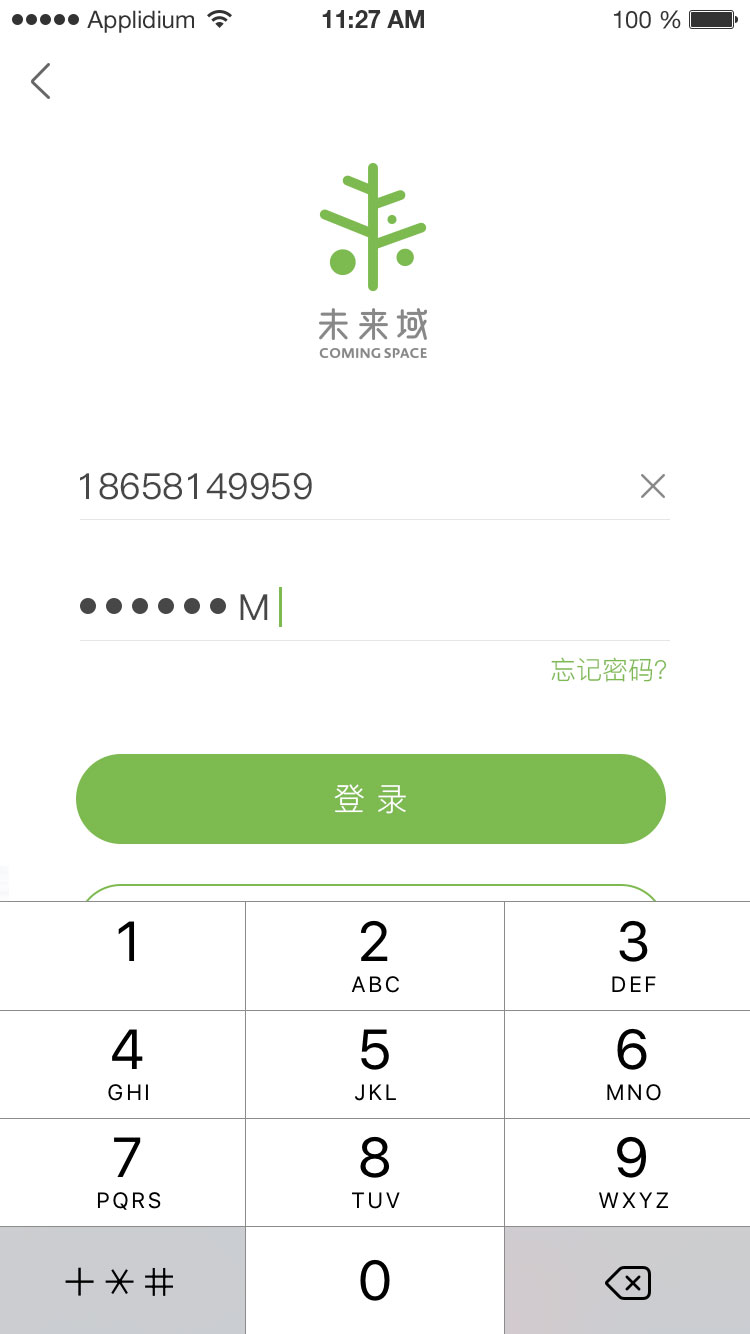 ●●●●● Applidium 11:27 AM 100 %
未来域
COMING SPACE
18658149959
●●●●●●M
忘记密码?
登录
1 2 3
ABC DEF
4 5 6
GHI JKL MNO
7 8 9
PQRS TUV WXYZ
+*# 0